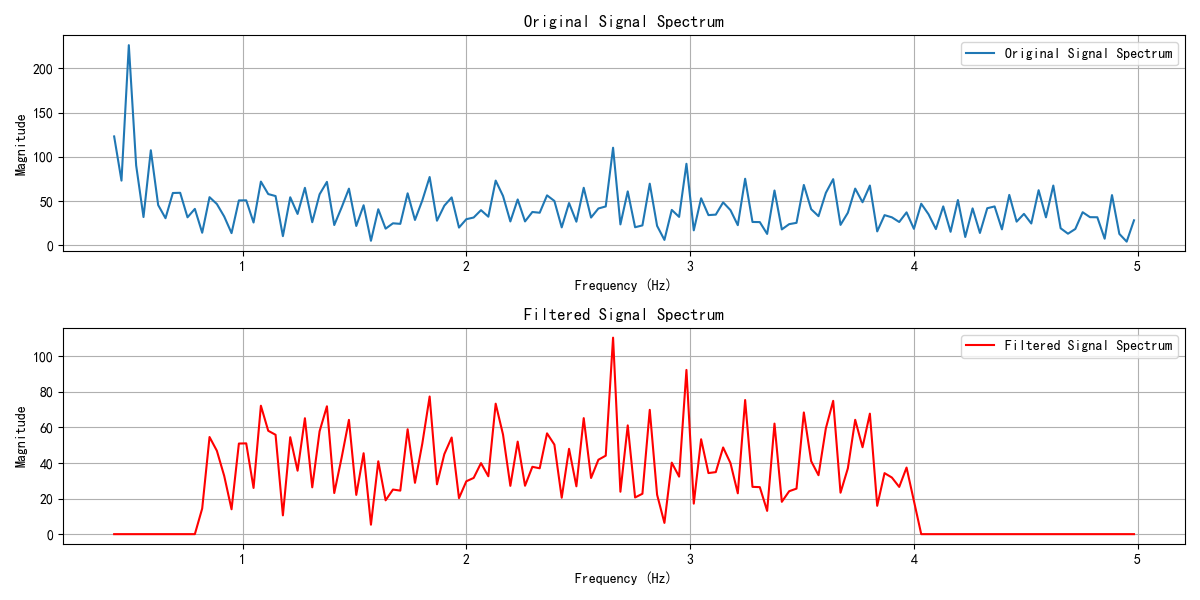 Original Signal Spectrum
Original Signal Spectrum
Magnitude
200
150
100
50
0
1
2
3
4
5
Frequency (Hz)
Filtered Signal Spectrum
Filtered Signal Spectrum
Magnitude
100
80
60
40
20
0
1
2
3
4
5
Frequency (Hz)